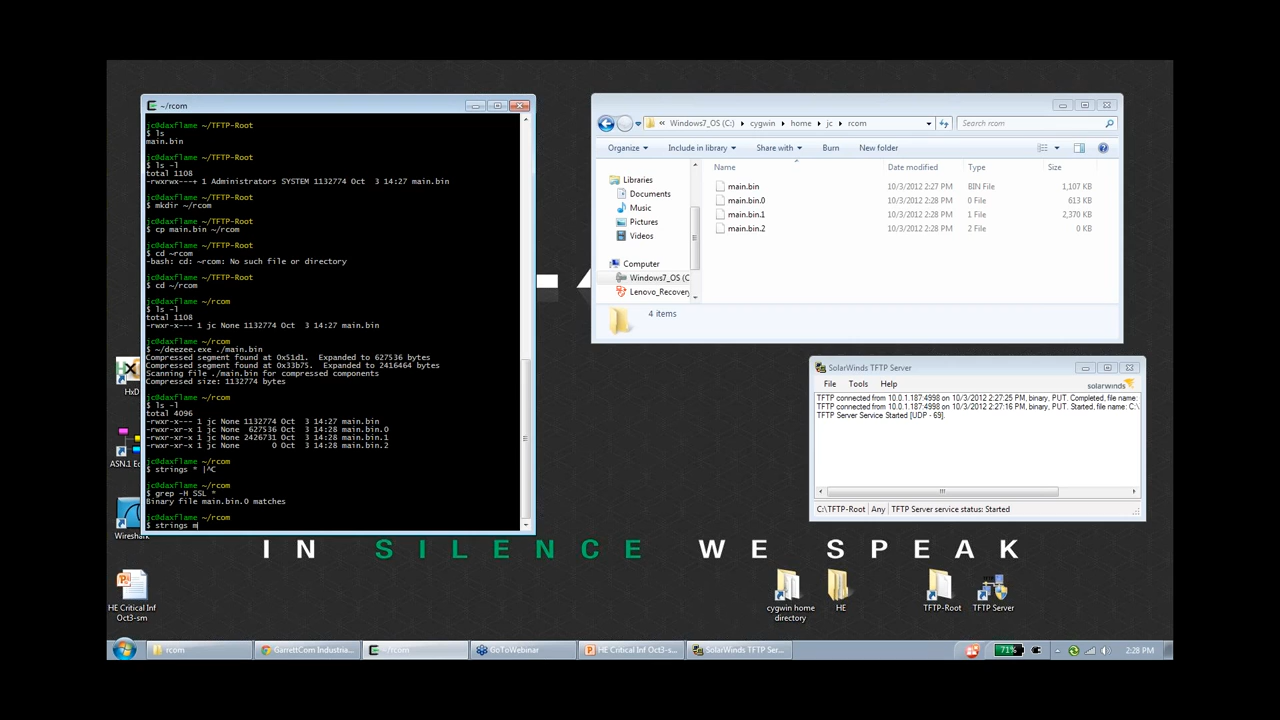 ~/rcom
jc@daxflame ~/TFTP-Root
$ ls
main.bin
jc@daxflame ~/TFTP-Root
$ ls -l
total 1108
-rwxrwx---+ 1 Administrators SYSTEM 1132774 Oct 3 14:27 main.bin
jc@daxflame ~/TFTP-Root
$ mkdir ~/rcom
jc@daxflame ~/TFTP-Root
$ cp main.bin ~/rcom
jc@daxflame ~/TFTP-Root
$ cd ~rcom
-bash: cd: ~rcom: No such file or directory
jc@daxflame ~/TFTP-Root
$ cd ~/rcom
jc@daxflame ~/rcom
$ ls -l
total 1108
-rwxr-x--- 1 jc None 1132774 Oct 3 14:27 main.bin
jc@daxflame ~/rcom
$ ~/deezee.exe ./main.bin
Compressed segment found at 0x51d1. Expanded to 627536 bytes
Compressed segment found at 0x33b75. Expanded to 2416464 bytes
Scanning file ./main.bin for compressed components
Compressed size: 1132774 bytes
jc@daxflame ~/rcom
$ ls -l
total 4096
-rwxr-x--- 1 jc None 1132774 Oct 3 14:27 main.bin
-rwxr-xr-x 1 jc None 627536 Oct 3 14:28 main.bin.0
-rwxr-xr-x 1 jc None 2426731 Oct 3 14:28 main.bin.1
-rwxr-xr-x 1 jc None 0 Oct 3 14:28 main.bin.2
jc@daxflame ~/rcom
$ strings * |^C
jc@daxflame ~/rcom
$ grep -H SSL *
Binary file main.bin.0 matches
jc@daxflame ~/rcom
$ strings m
« Windows7_OS (C:) cygwin home jc rcom
Search rcom
Organize Include in library Share with Burn New folder
Libraries
Documents
Music
Pictures
Videos
Computer
Windows7_OS (C
Lenovo_Recovery
Name Date modified Type Size
main.bin 10/3/2012 2:27 PM BIN File 1,107 KB
main.bin.0 10/3/2012 2:28 PM 0 File 613 KB
main.bin.1 10/3/2012 2:28 PM 1 File 2,370 KB
main.bin.2 10/3/2012 2:28 PM 2 File 0 KB
4 items
SolarWinds TFTP Server
File Tools Help
solarwinds
TFTP connected from 10.0.1.187:4998 on 10/3/2012 2:27:25 PM, binary, PUT. Completed, file name:
TFTP connected from 10.0.1.187:4998 on 10/3/2012 2:27:16 PM, binary, PUT. Started, file name: C:\
TFTP Server Service Started [UDP - 69].
C:\TFTP-Root Any TFTP Server service status: Started
HxD
ASN.1 Ed
Wireshark
IN SILENCE WE SPEAK
HE Critical Inf
Oct3-sm
cygwin home
directory
HE
TFTP-Root
TFTP Server
rcom
GarrettCom Industria...
~/rcom
GoToWebinar
HE Critical Inf Oct3-s...
SolarWinds TFTP Ser...
71%
2:28 PM